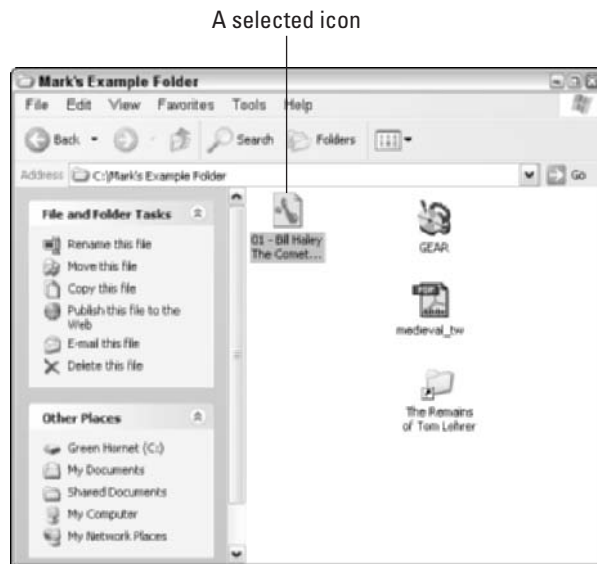 A selected icon
Mark's Example Folder
File Edit View Favorites Tools Help
Back Search Folders
Address C:\Mark's Example Folder Go
File and Folder Tasks
Rename this file
Move this file
Copy this file
Publish this file to the
Web
E-mail this file
Delete this file
Other Places
Green Hornet (C:)
My Documents
Shared Documents
My Computer
My Network Places
01 - Bill Haley
The Comet...
GEAR
PDF
Adobe
medieval_tw
The Remains
of Tom Lehrer